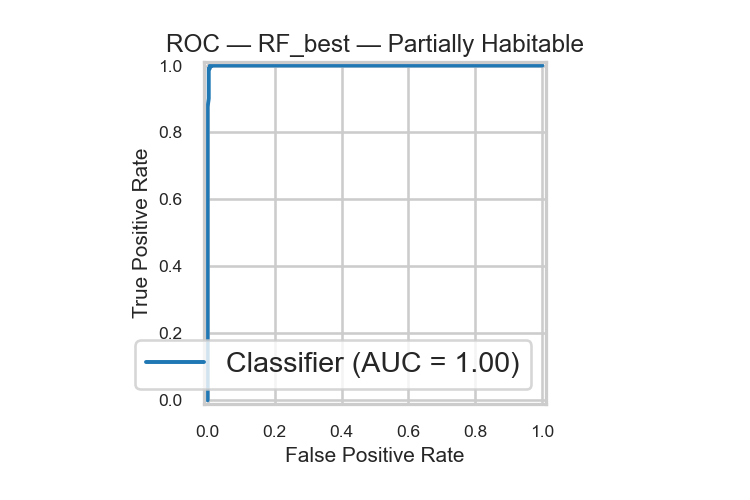 ROC — RF_best — Partially Habitable
True Positive Rate
1.0
0.8
0.6
0.4
0.2
0.0
Classifier (AUC = 1.00)
0.0 0.2 0.4 0.6 0.8 1.0
False Positive Rate